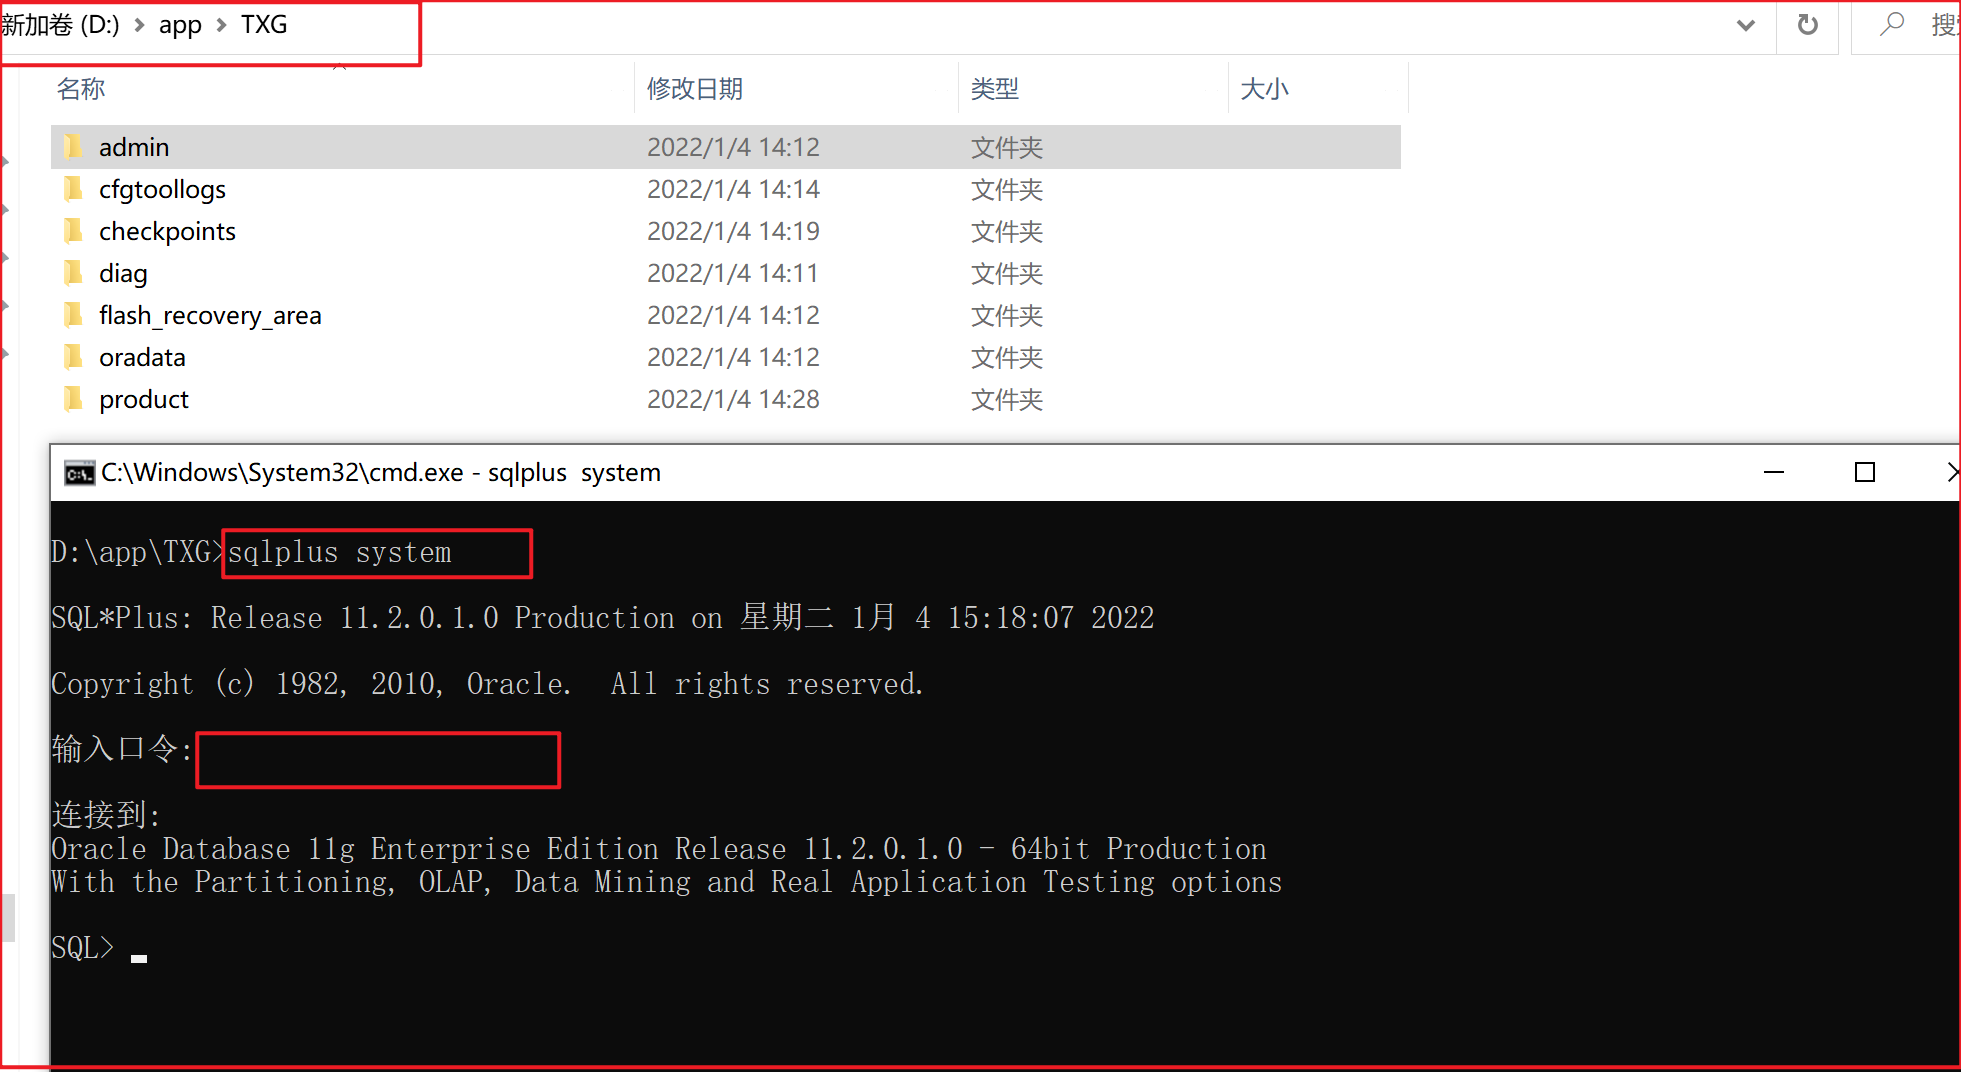 新加卷 (D:) > app > TXG
名称 修改日期 类型 大小
admin 2022/1/4 14:12 文件夹
cfgtoollogs 2022/1/4 14:14 文件夹
checkpoints 2022/1/4 14:19 文件夹
diag 2022/1/4 14:11 文件夹
flash_recovery_area 2022/1/4 14:12 文件夹
oradata 2022/1/4 14:12 文件夹
product 2022/1/4 14:28 文件夹
C:\Windows\System32\cmd.exe - sqlplus  system
D:\app\TXG>sqlplus system
SQL*Plus: Release 11.2.0.1.0 Production on 星期二 1月 4 15:18:07 2022
Copyright (c) 1982, 2010, Oracle.  All rights reserved.
输入口令:
连接到:
Oracle Database 11g Enterprise Edition Release 11.2.0.1.0 - 64bit Production
With the Partitioning, OLAP, Data Mining and Real Application Testing options
SQL>